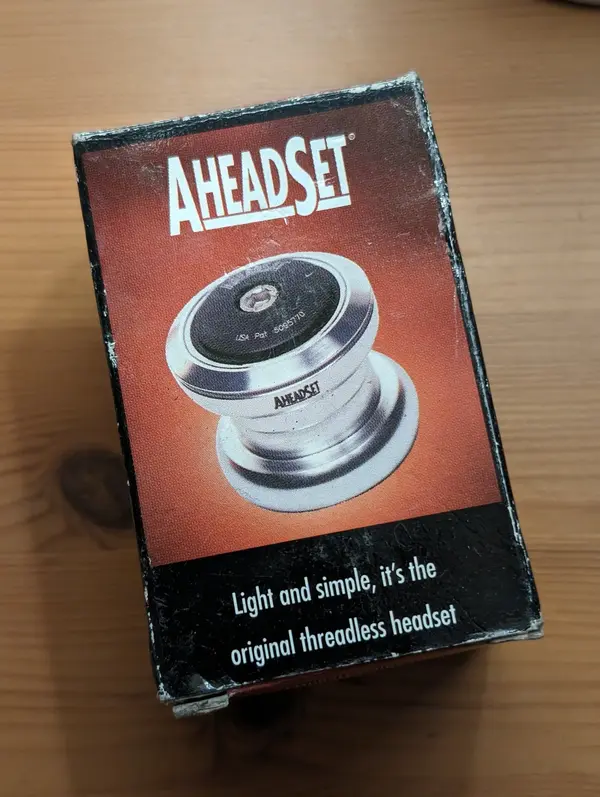 AHEADSET®
USA Pat 5095770
AHEADSET
Light and simple, it's the
original threadless headset